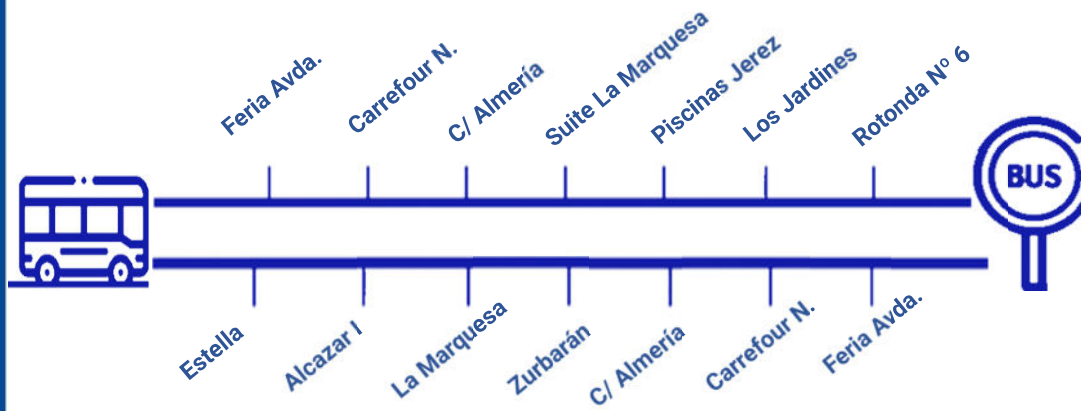 Feria Avda.
Carrefour N.
C/ Almería
Suite La Marquesa
Piscinas Jerez
Los Jardines
Rotonda Nº 6
BUS
Estella
Alcazar I
La Marquesa
Zurbarán
C/ Almería
Carrefour N.
Feria Avda.